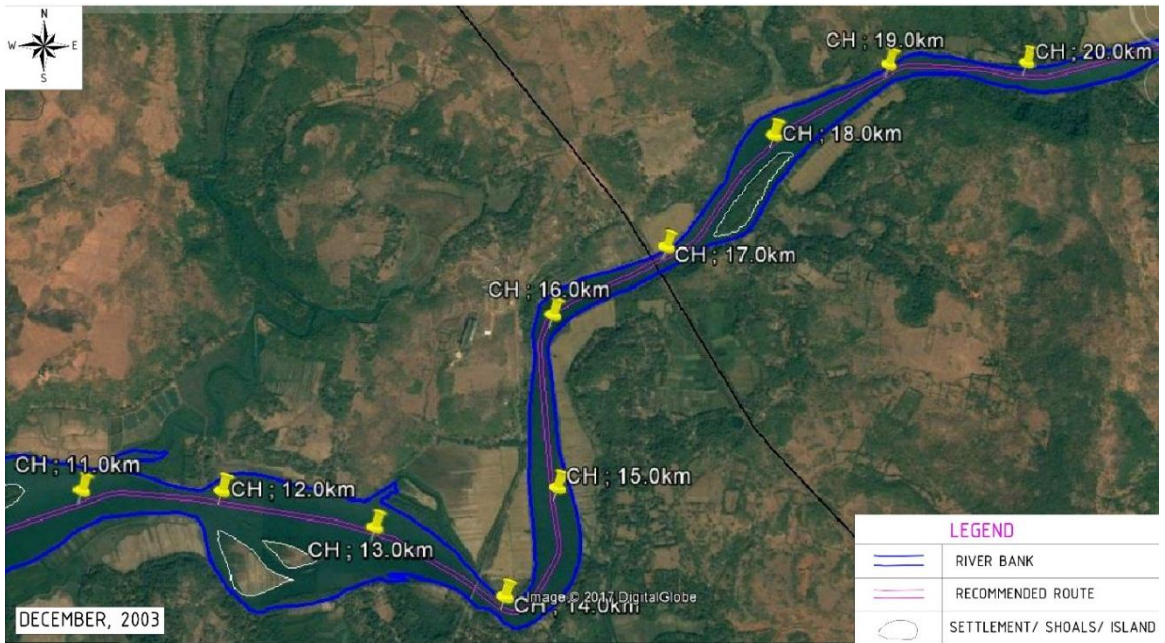 N
W E
S
CH ; 19.0km
CH ; 20.0km
CH ; 18.0km
CH ; 17.0km
CH ; 16.0km
CH ; 15.0km
CH ; 11.0km
CH ; 12.0km
CH ; 13.0km
CH ; 14.0km
Image © 2017 DigitalGlobe
DECEMBER, 2003
LEGEND
RIVER BANK
RECOMMENDED ROUTE
SETTLEMENT/ SHOALS/ ISLAND